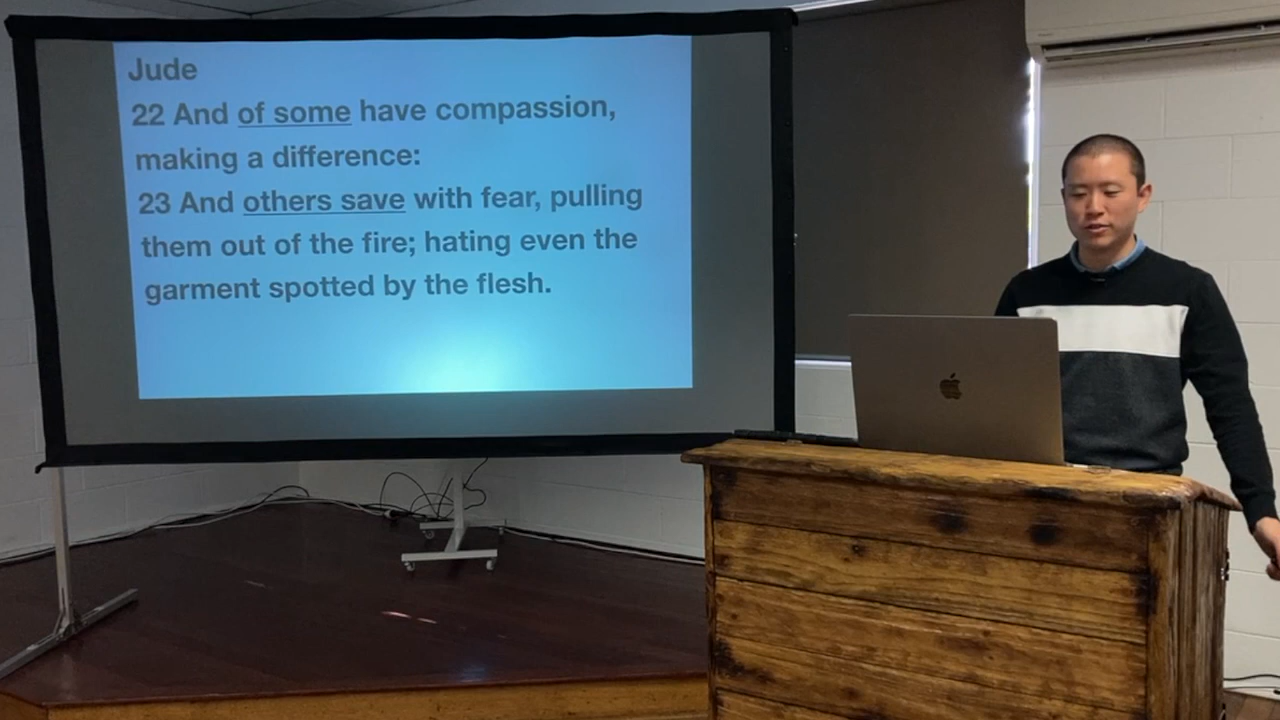 Jude
22 And of some have compassion,
making a difference:
23 And others save with fear, pulling
them out of the fire; hating even the
garment spotted by the flesh.